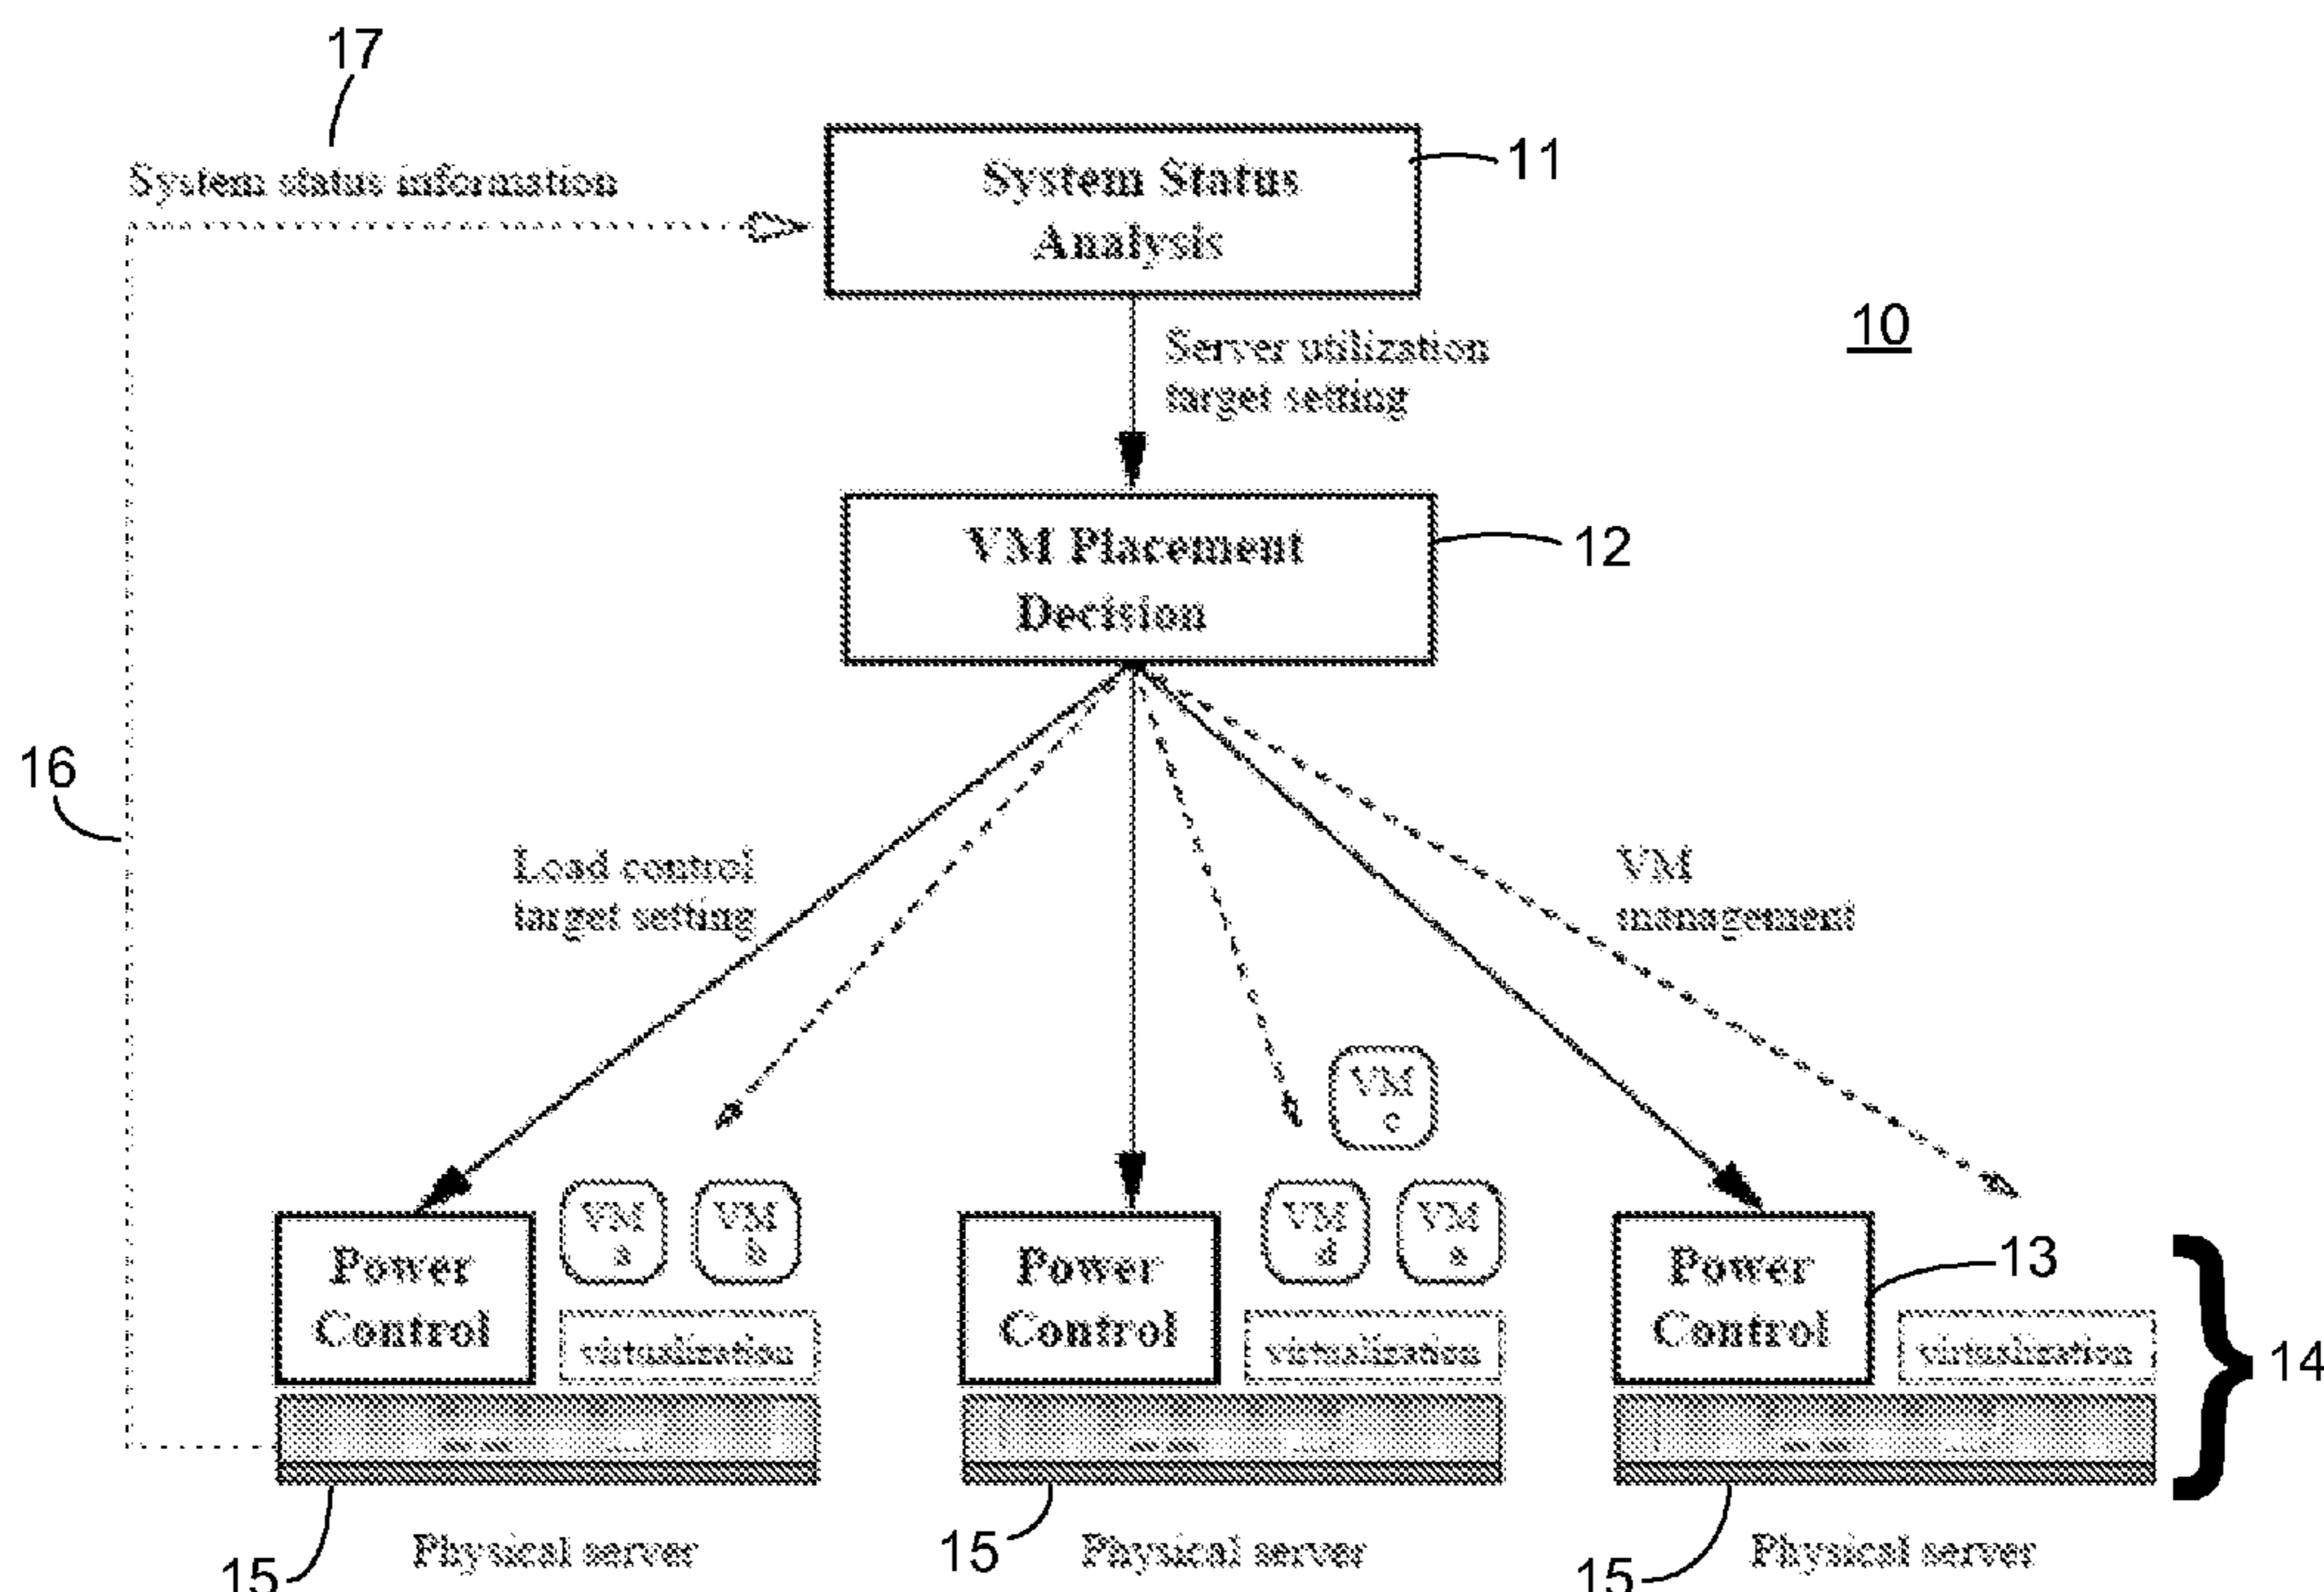 17
System status information
System Status
Analysis
11
10
Server utilization
target setting
VM Placement
Decision
12
16
Load control
target setting
VM
management
VM
c
VM
a
VM
b
VM
d
VM
e
Power
Control
virtualization
Power
Control
virtualization
Power
Control
13
virtualization
14
15
Physical server
15
Physical server
15
Physical server